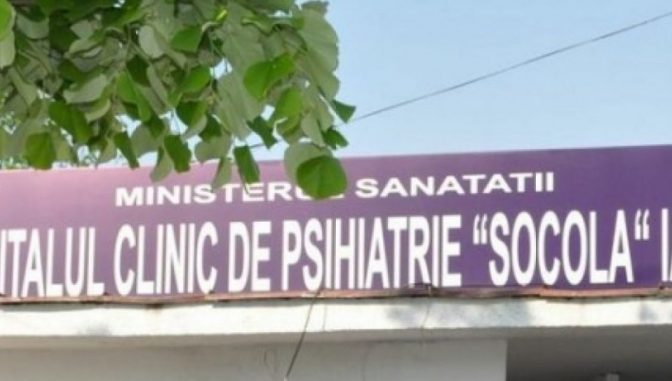 MINISTERUL SANATATII
ITALUL CLINIC DE PSIHIATRIE “SOCOLA“ I